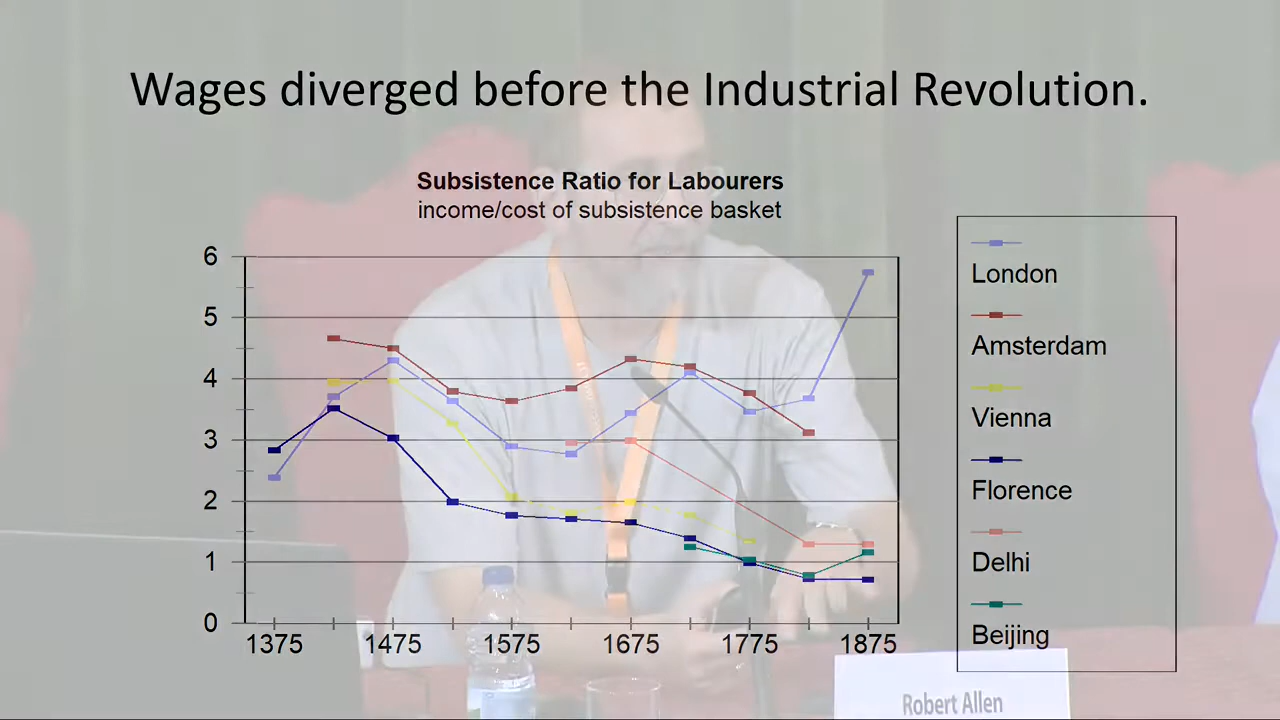 Wages diverged before the Industrial Revolution.
Subsistence Ratio for Labourers
income/cost of subsistence basket
6
5
4
3
2
1
0
1375 1475 1575 1675 1775 1875
London
Amsterdam
Vienna
Florence
Delhi
Beijing
Robert Allen